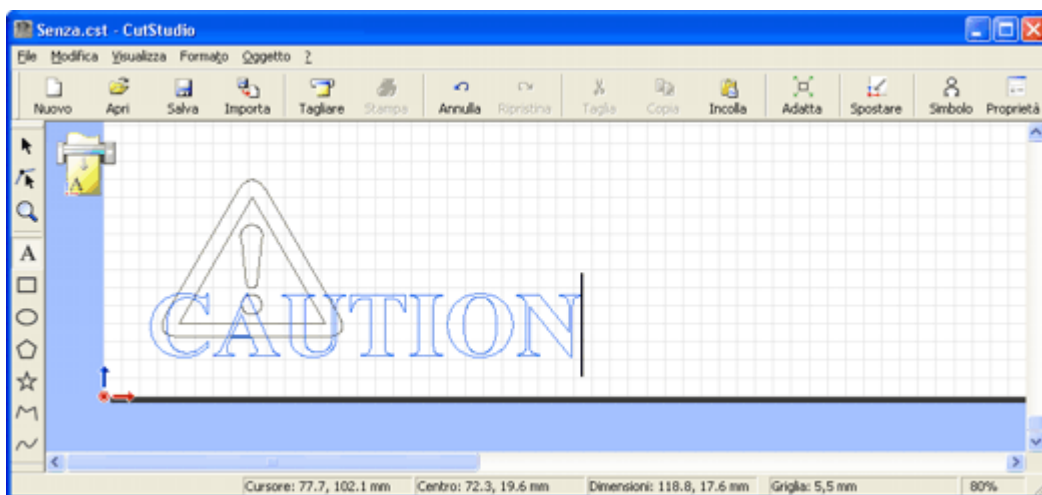 Senza.cst - CutStudio
File Modifica Visualizza Formato Oggetto ?
Nuovo Apri Salva Importa Tagliare Stampa Annulla Ripristina Taglia Copia Incolla Adatta Spostare Simbolo Proprietà
A
A
CAUTION
Cursore: 77.7, 102.1 mm Centro: 72.3, 19.6 mm Dimensioni: 118.8, 17.6 mm Griglia: 5,5 mm 80%